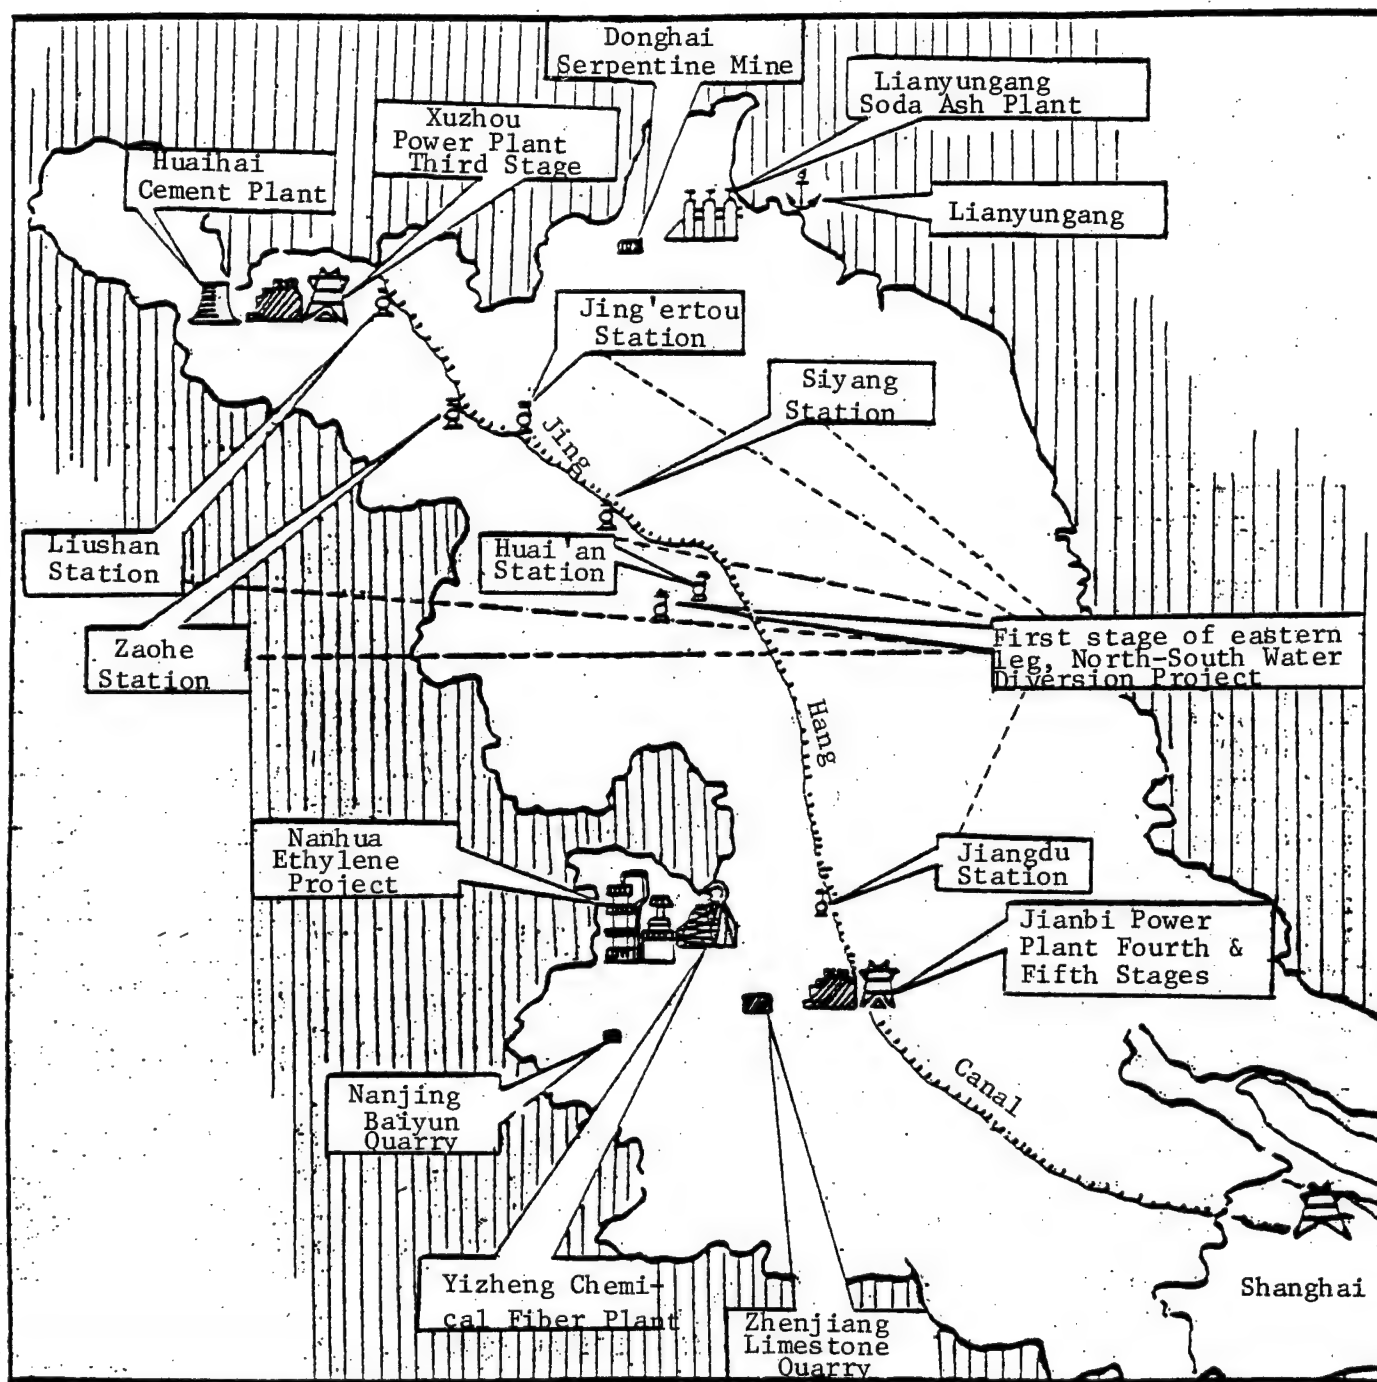 Donghai
Serpentine Mine
Lianyungang
Soda Ash Plant
Xuzhou
Power Plant
Third Stage
Huaihai
Cement Plant
Lianyungang
Jing'ertou
Station
Siyang
Station
Jing
Liushan
Station
Huai'an
Station
Zaohe
Station
First stage of eastern
leg, North-South Water
Diversion Project
Hang
Nanhua
Ethylene
Project
Jiangdu
Station
Jianbi Power
Plant Fourth &
Fifth Stages
Canal
Nanjing
Baiyun
Quarry
Yizheng Chemi-
cal Fiber Plant
Shanghai
Zhenjiang
Limestone
Quarry